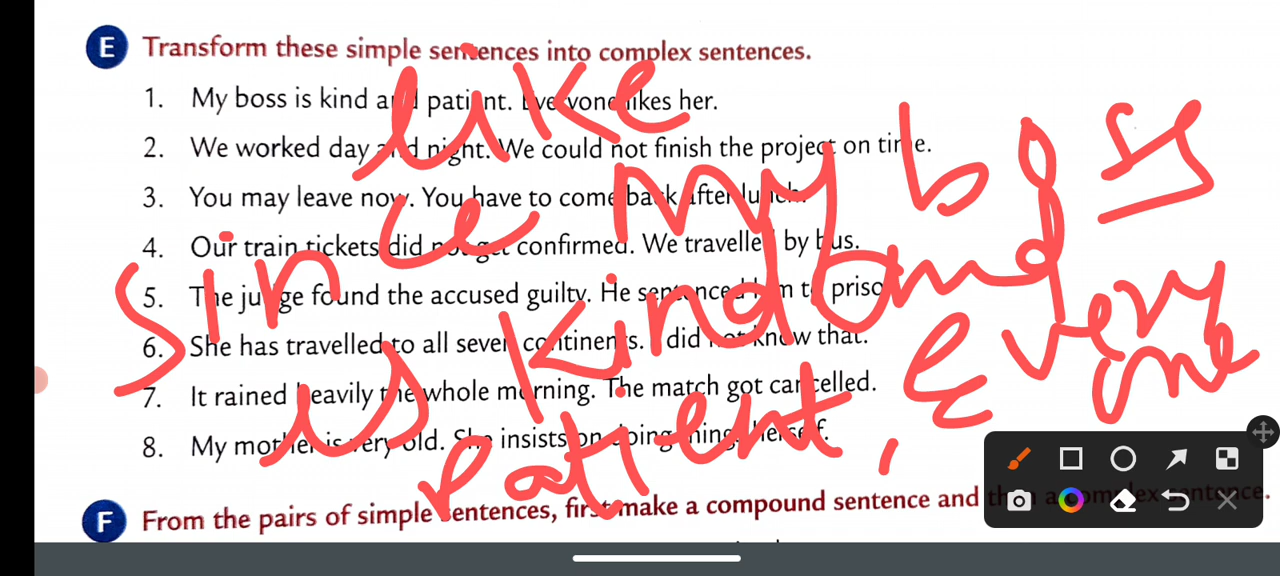 E Transform these simple sentences into complex sentences.
1. My boss is kind and patient. Everyone likes her.
2. We worked day and night. We could not finish the project on time.
3. You may leave now. You have to come back after lunch.
4. Our train tickets did not get confirmed. We travelled by bus.
5. The judge found the accused guilty. He sentenced him to prison.
6. She has travelled to all seven continents. I did not know that.
7. It rained heavily the whole morning. The match got cancelled.
8. My mother is very old. She insists on doing things herself.
F From the pairs of simple sentences, first make a compound sentence and then a complex sentence.
like
Since My boss
is kind and
patient, Every
one